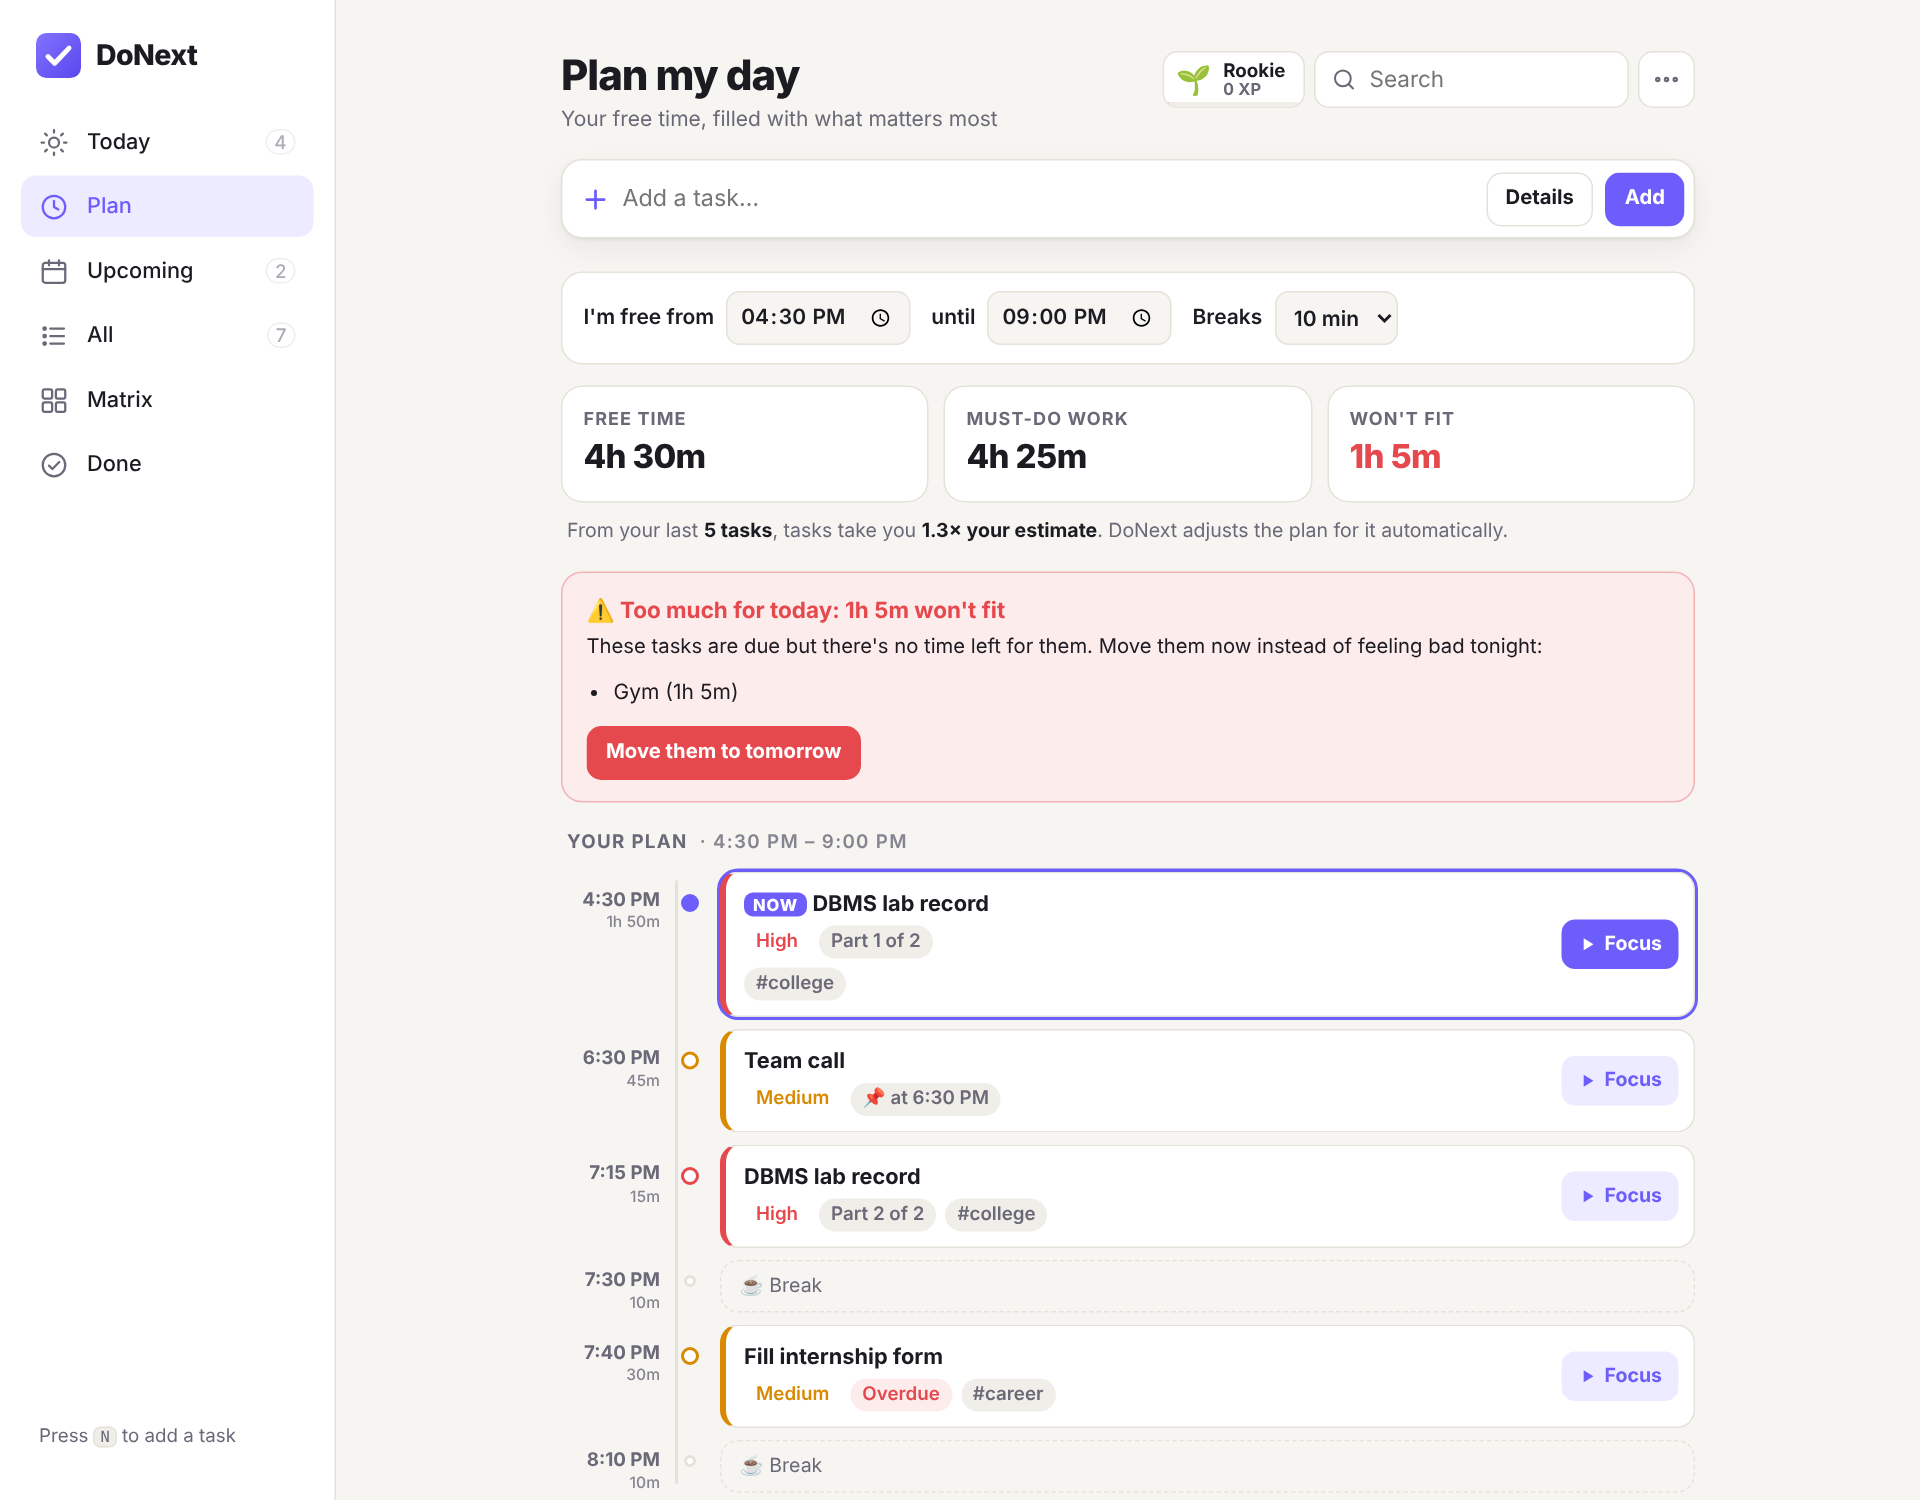 DoNext
Today 4
Plan
Upcoming 2
All 7
Matrix
Done
Press N to add a task
Plan my day
Your free time, filled with what matters most
Rookie
0 XP
Search
Add a task...
Details
Add
I'm free from 04:30 PM until 09:00 PM Breaks 10 min
FREE TIME
4h 30m
MUST-DO WORK
4h 25m
WON'T FIT
1h 5m
From your last 5 tasks, tasks take you 1.3× your estimate. DoNext adjusts the plan for it automatically.
⚠️ Too much for today: 1h 5m won't fit
These tasks are due but there's no time left for them. Move them now instead of feeling bad tonight:
• Gym (1h 5m)
Move them to tomorrow
YOUR PLAN · 4:30 PM – 9:00 PM
4:30 PM
1h 50m
NOW DBMS lab record
High Part 1 of 2
#college
Focus
6:30 PM
45m
Team call
Medium 📌 at 6:30 PM
Focus
7:15 PM
15m
DBMS lab record
High Part 2 of 2 #college
Focus
7:30 PM
10m
☕ Break
7:40 PM
30m
Fill internship form
Medium Overdue #career
Focus
8:10 PM
10m
☕ Break